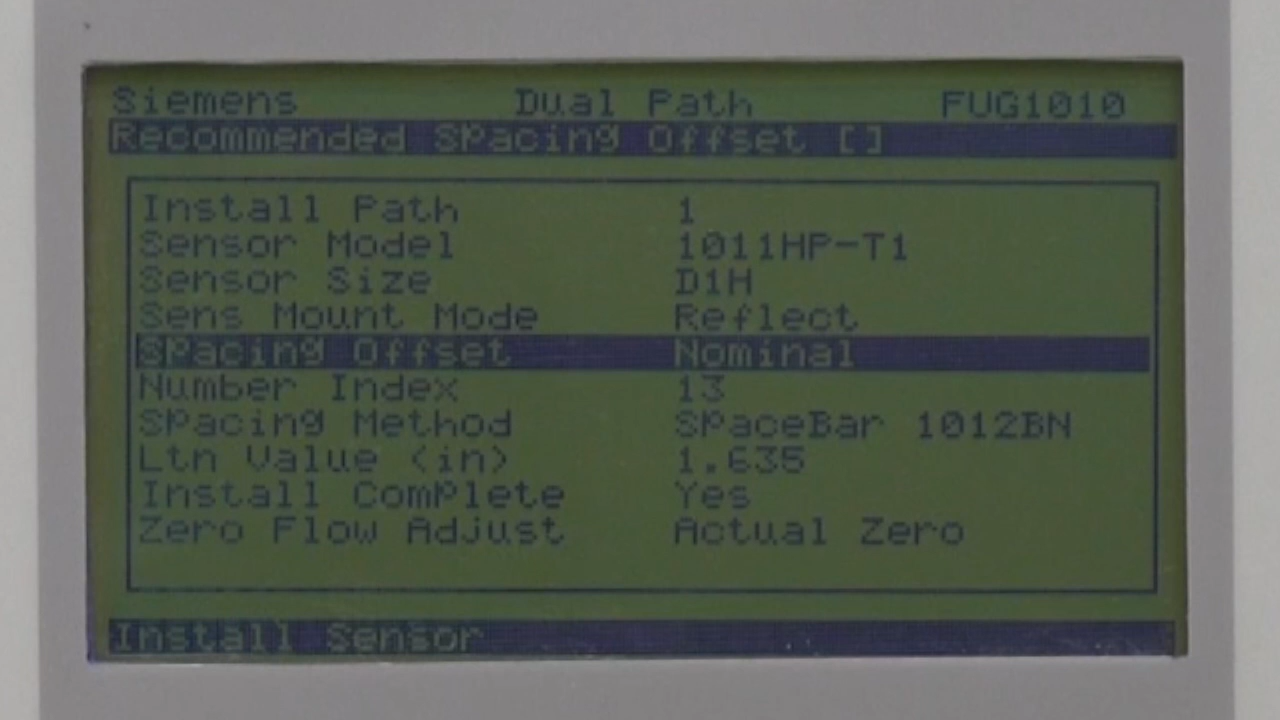 Siemens Dual Path FUG1010
Recommended Spacing Offset []
Install Path 1
Sensor Model 1011HP-T1
Sensor Size D1H
Sens Mount Mode Reflect
Spacing Offset Nominal
Number Index 13
Spacing Method SpaceBar 1012BN
Ltn Value (in) 1.635
Install Complete Yes
Zero Flow Adjust Actual Zero
Install Sensor